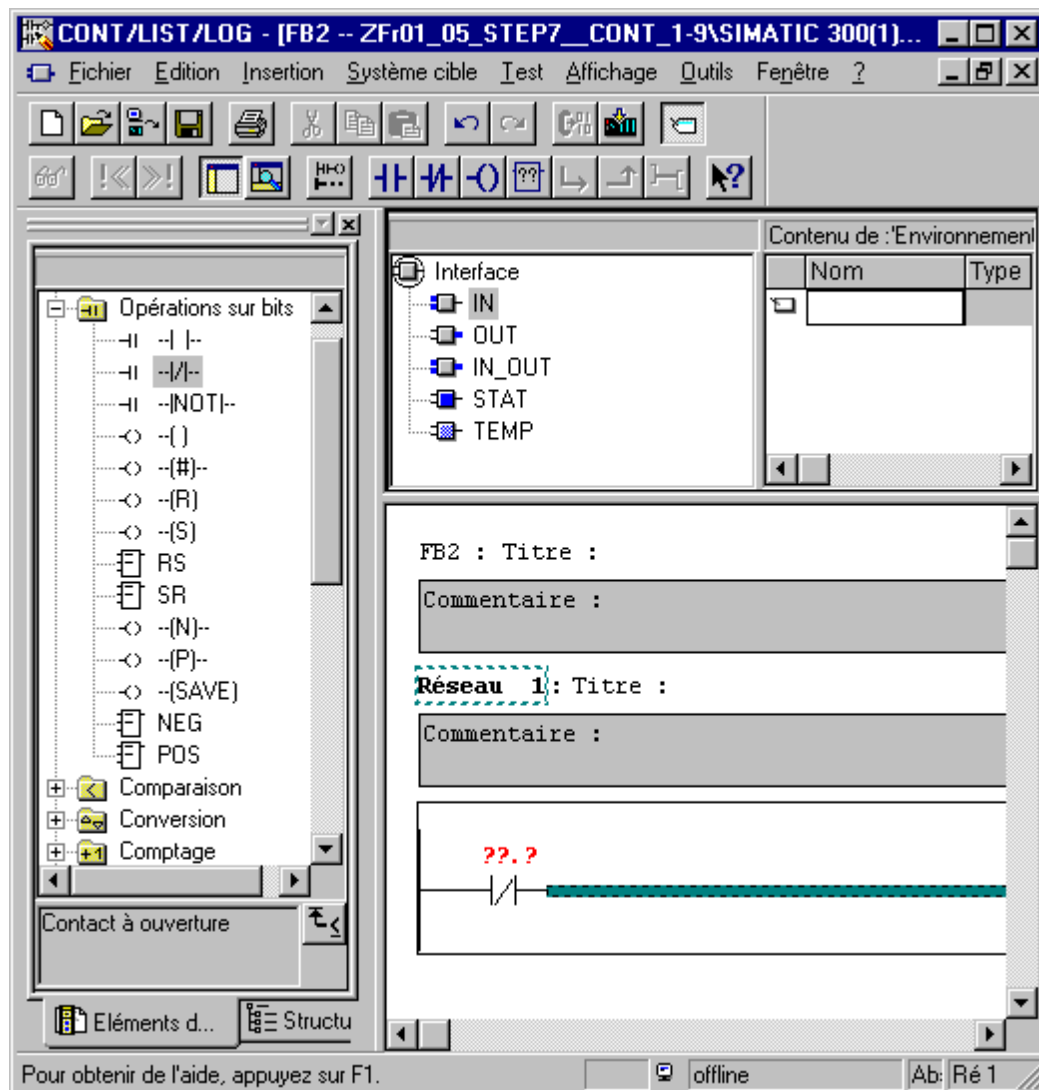 CONT/LIST/LOG - [FB2 -- ZFr01_05_STEP7__CONT_1-9\SIMATIC 300(1)...
Fichier Edition Insertion Système cible Test Affichage Outils Fenêtre ?
Contenu de :'Environnement
Nom Type
Interface
IN
OUT
IN_OUT
STAT
TEMP
Opérations sur bits
--| |--
--|/|--
--|NOT|--
--( )
--(#)--
--(R)
--(S)
RS
SR
--(N)--
--(P)--
--(SAVE)
NEG
POS
Comparaison
Conversion
Comptage
Contact à ouverture
Eléments d... Structu
FB2 : Titre :
Commentaire :
Réseau 1: Titre :
Commentaire :
??.?
Pour obtenir de l'aide, appuyez sur F1. offline Ab: Ré 1